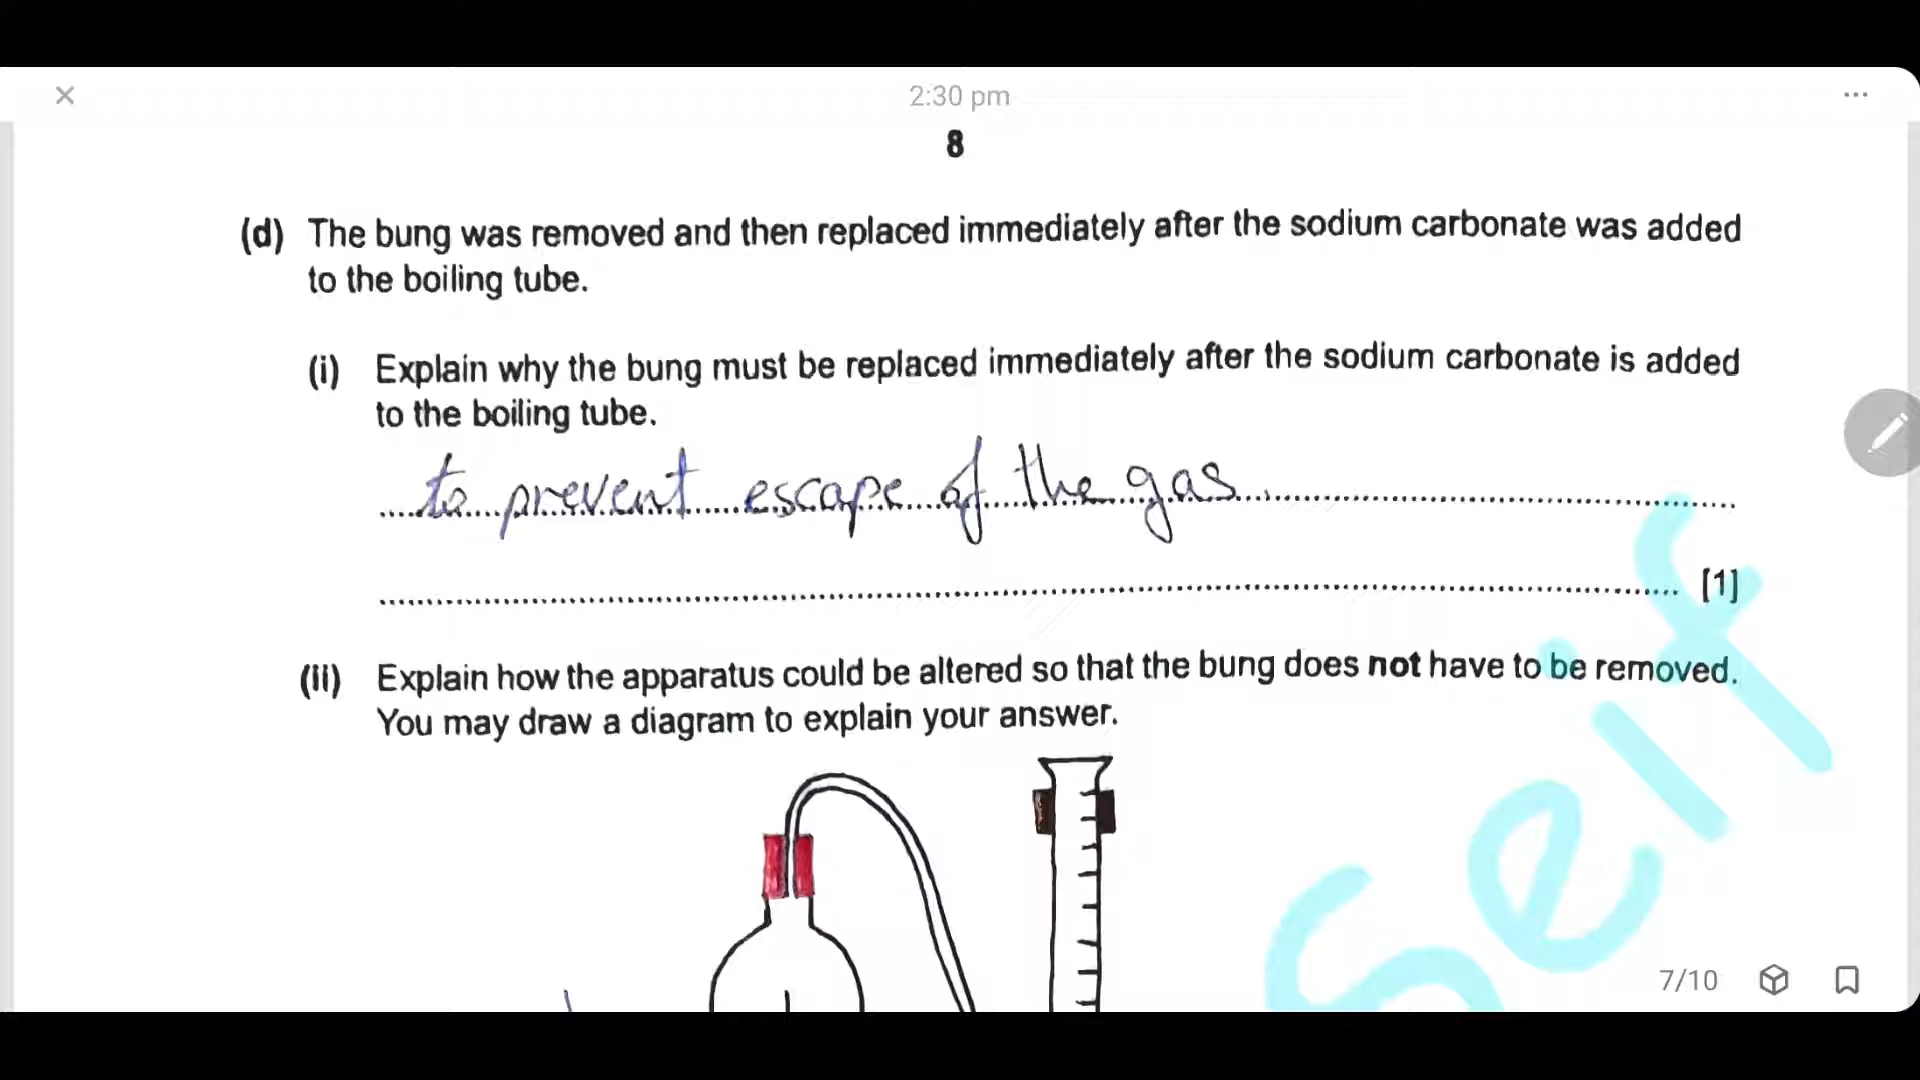 2:30 pm
8
(d) The bung was removed and then replaced immediately after the sodium carbonate was added
to the boiling tube.
(i) Explain why the bung must be replaced immediately after the sodium carbonate is added
to the boiling tube.
to prevent escape of the gas
[1]
(ii) Explain how the apparatus could be altered so that the bung does not have to be removed.
You may draw a diagram to explain your answer.
Self
7/10